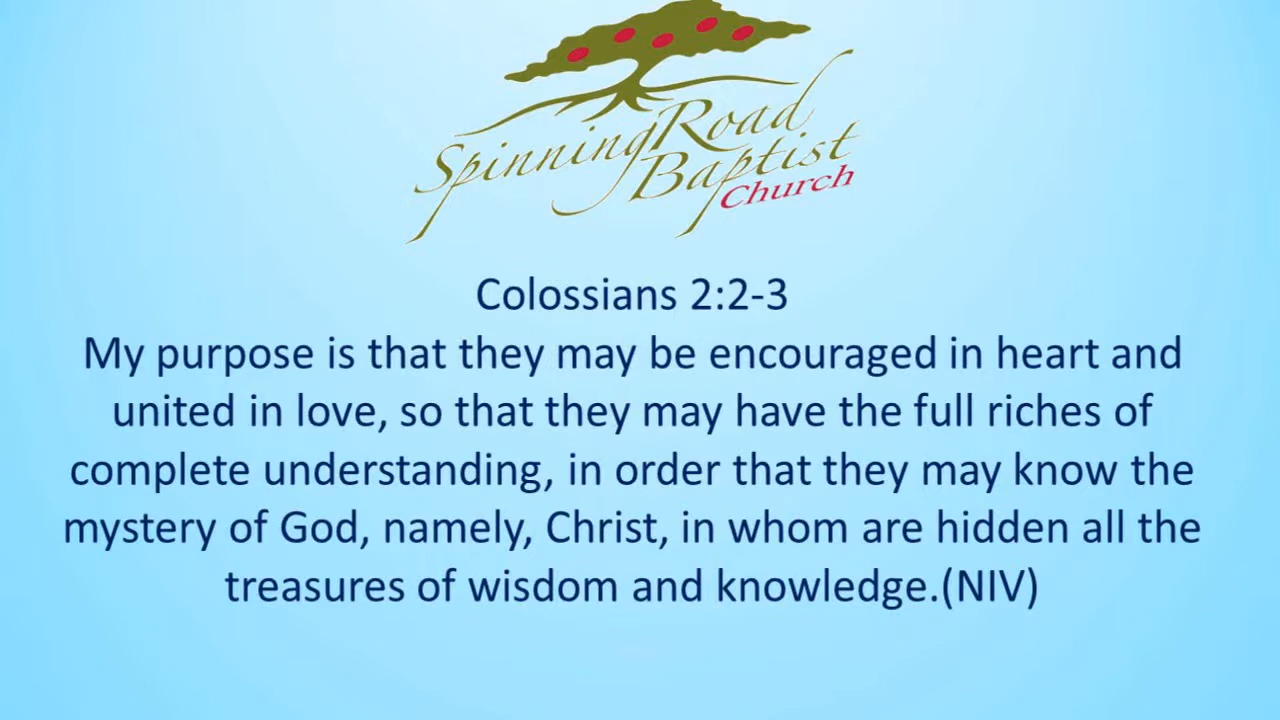 Spinning Road
Baptist
Church
Colossians 2:2-3
My purpose is that they may be encouraged in heart and
united in love, so that they may have the full riches of
complete understanding, in order that they may know the
mystery of God, namely, Christ, in whom are hidden all the
treasures of wisdom and knowledge.(NIV)